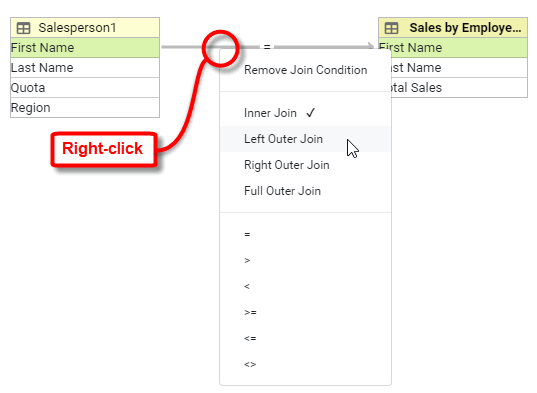 Salesperson1
First Name
Last Name
Quota
Region
=
Sales by Employe...
First Name
ast Name
tal Sales
Right-click
Remove Join Condition
Inner Join ✓
Left Outer Join
Right Outer Join
Full Outer Join
=
>
<
>=
<=
<>